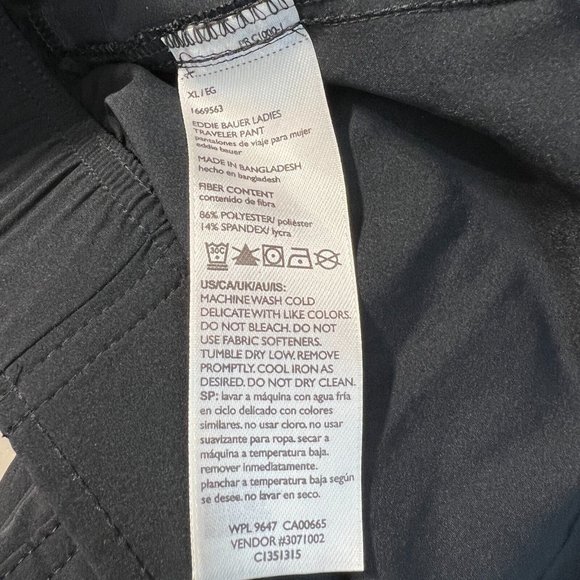 XL/EG
1669563
EDDIE BAUER LADIES
TRAVELER PANT
pantalones de viaje para mujer
eddie bauer
MADE IN BANGLADESH
hecho en bangladesh
FIBER CONTENT
contenido de fibra
86% POLYESTER/ poliéster
14% SPANDEX/ lycra
30C
US/CA/UK/AU/IS:
MACHINE WASH COLD
DELICATE WITH LIKE COLORS.
DO NOT BLEACH. DO NOT
USE FABRIC SOFTENERS.
TUMBLE DRY LOW. REMOVE
PROMPTLY. COOL IRON AS
DESIRED. DO NOT DRY CLEAN.
SP: lavar a máquina con agua fría
en ciclo delicado con colores
similares. no usar cloro. no usar
suavizante para ropa. secar a
máquina a temperatura baja.
remover inmediatamente.
planchar a temperatura baja según
se desee. no lavar en seco.
WPL 9647 CA00665
VENDOR #3071002
C1351315